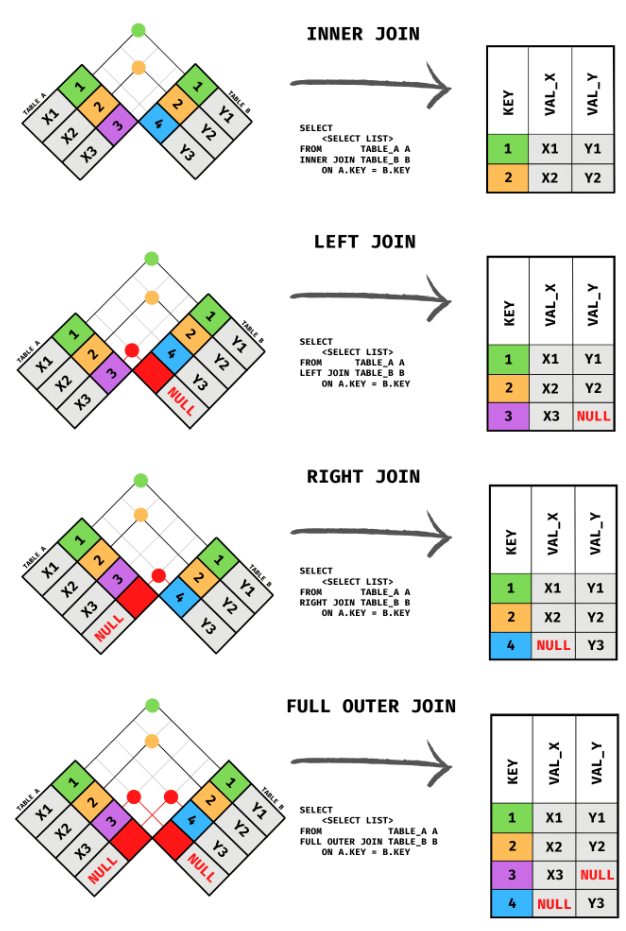 INNER JOIN
TABLE_A
1
X1
2
X2
3
X3
TABLE_B
1
Y1
2
Y2
4
Y3
SELECT
<SELECT LIST>
FROM TABLE_A A
INNER JOIN TABLE_B B
ON A.KEY = B.KEY
KEY VAL_X VAL_Y
1 X1 Y1
2 X2 Y2
LEFT JOIN
TABLE_A
1
X1
2
X2
3
X3
TABLE_B
1
Y1
2
Y2
4
Y3
NULL
SELECT
<SELECT LIST>
FROM TABLE_A A
LEFT JOIN TABLE_B B
ON A.KEY = B.KEY
KEY VAL_X VAL_Y
1 X1 Y1
2 X2 Y2
3 X3 NULL
RIGHT JOIN
TABLE_A
1
X1
2
X2
3
X3
NULL
TABLE_B
1
Y1
2
Y2
4
Y3
SELECT
<SELECT LIST>
FROM TABLE_A A
RIGHT JOIN TABLE_B B
ON A.KEY = B.KEY
KEY VAL_X VAL_Y
1 X1 Y1
2 X2 Y2
4 NULL Y3
FULL OUTER JOIN
TABLE_A
1
X1
2
X2
3
X3
NULL
TABLE_B
1
Y1
2
Y2
4
Y3
NULL
SELECT
<SELECT LIST>
FROM TABLE_A A
FULL OUTER JOIN TABLE_B B
ON A.KEY = B.KEY
KEY VAL_X VAL_Y
1 X1 Y1
2 X2 Y2
3 X3 NULL
4 NULL Y3